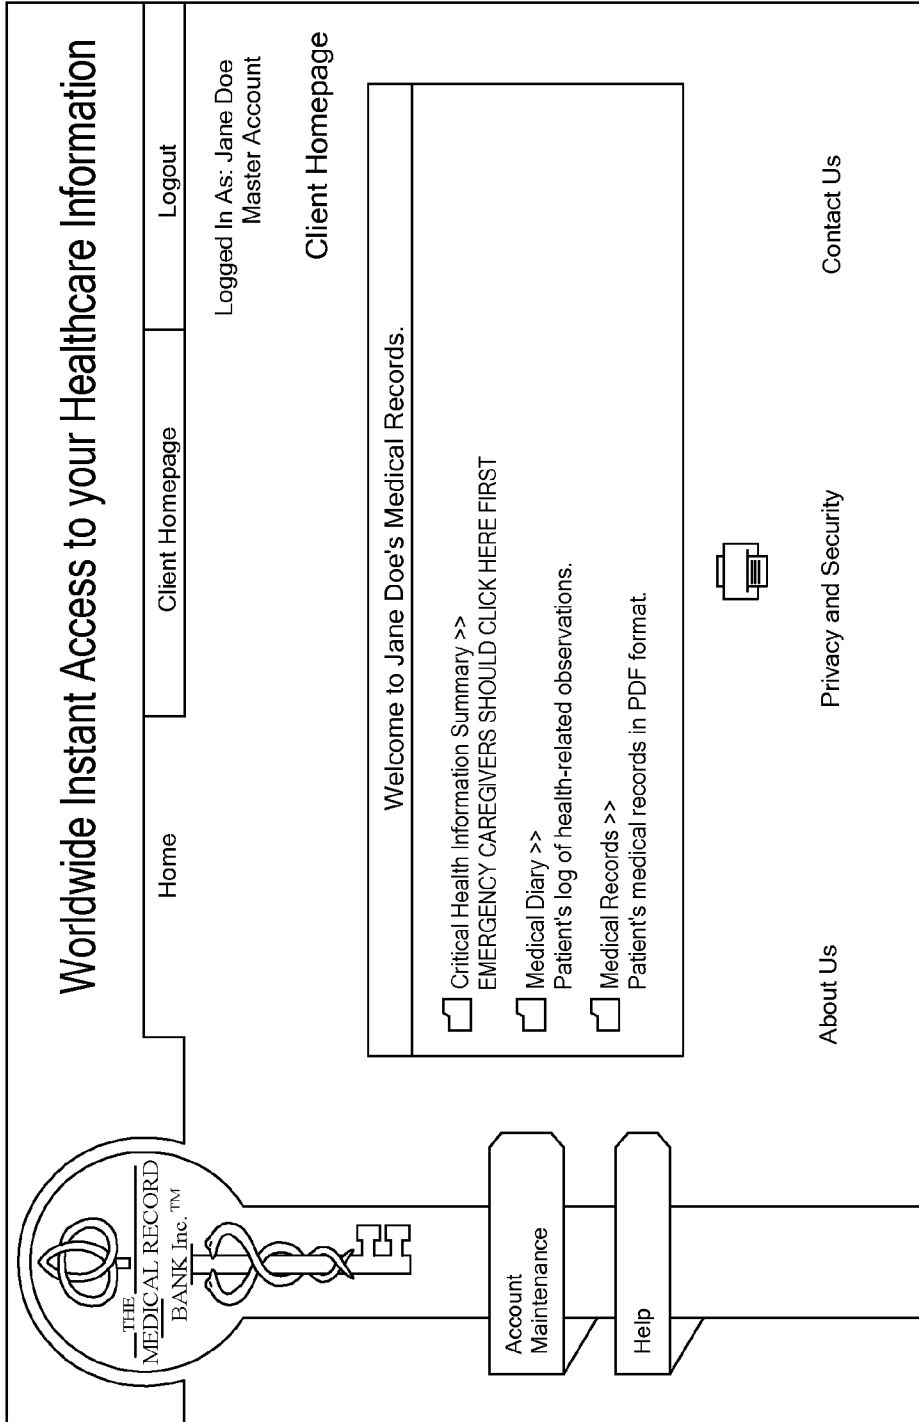 Worldwide Instant Access to your Healthcare Information
THE
MEDICAL RECORD
BANK Inc.™
Home
Client Homepage
Logout
Logged In As: Jane Doe
Master Account
Client Homepage
Account
Maintenance
Help
Welcome to Jane Doe's Medical Records.
Critical Health Information Summary >>
EMERGENCY CAREGIVERS SHOULD CLICK HERE FIRST
Medical Diary >>
Patient's log of health-related observations.
Medical Records >>
Patient's medical records in PDF format.
About Us
Privacy and Security
Contact Us